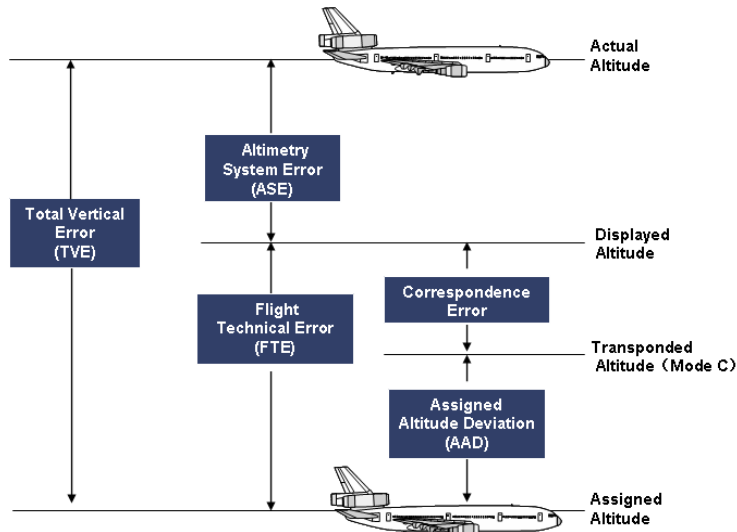 Actual
Altitude
Altimetry
System Error
(ASE)
Total Vertical
Error
(TVE)
Displayed
Altitude
Flight
Technical Error
(FTE)
Correspondence
Error
Transponded
Altitude（Mode C）
Assigned
Altitude Deviation
(AAD)
Assigned
Altitude